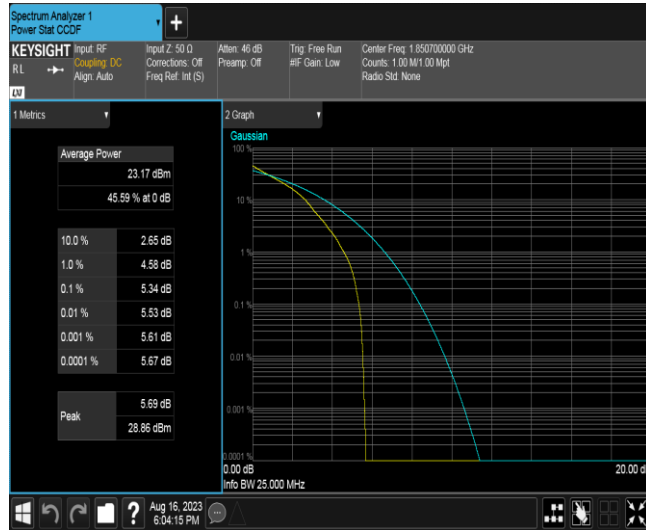 Spectrum Analyzer 1
Power Stat CCDF
+
KEYSIGHT
RL
LXI
Input: RF
Coupling: DC
Align: Auto
Input Z: 50 Ω
Corrections: Off
Freq Ref: Int (S)
Atten: 46 dB
Preamp: Off
Trig: Free Run
#IF Gain: Low
Center Freq: 1.850700000 GHz
Counts: 1.00 M/1.00 Mpt
Radio Std: None
1 Metrics
Average Power
23.17 dBm
45.59 % at 0 dB
10.0 % 2.65 dB
1.0 % 4.58 dB
0.1 % 5.34 dB
0.01 % 5.53 dB
0.001 % 5.61 dB
0.0001 % 5.67 dB
Peak
5.69 dB
28.86 dBm
2 Graph
Gaussian
100 %
10 %
1 %
0.1 %
0.01 %
0.001 %
0.0001 %
0.00 dB
20.00 d
Info BW 25.000 MHz
?
Aug 16, 2023
6:04:15 PM